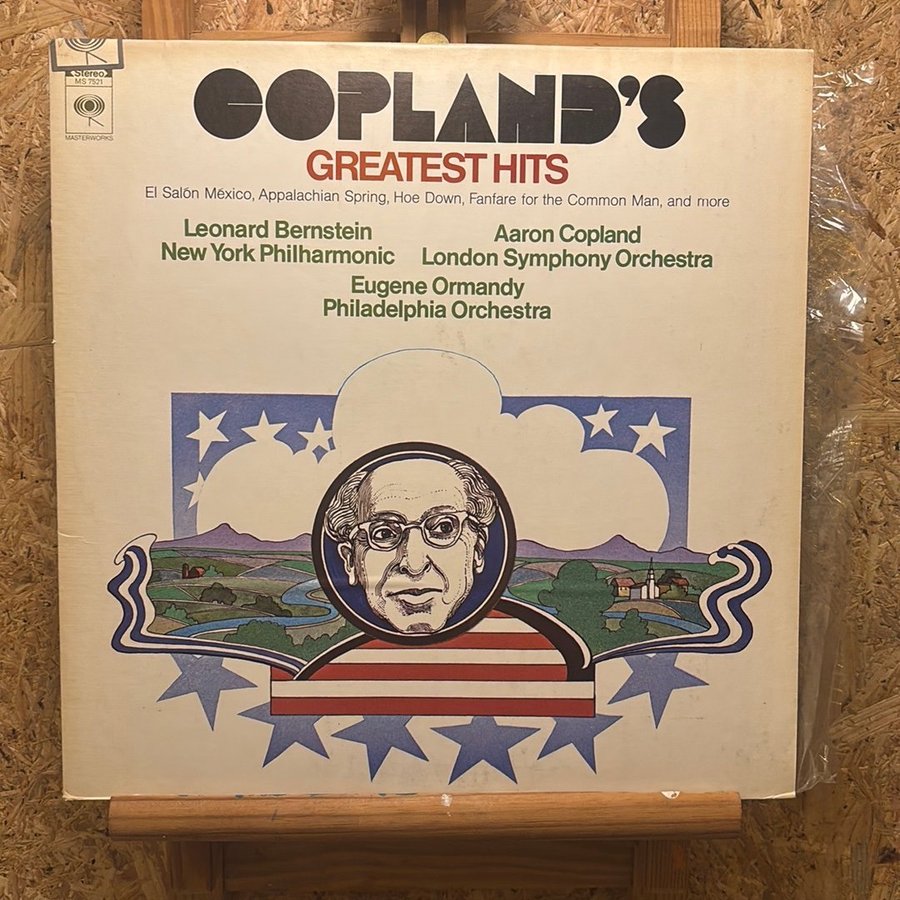 Stereo
MS 7521
MASTERWORKS
COPLAND'S
GREATEST HITS
El Salón México, Appalachian Spring, Hoe Down, Fanfare for the Common Man, and more
Leonard Bernstein
New York Philharmonic
Aaron Copland
London Symphony Orchestra
Eugene Ormandy
Philadelphia Orchestra